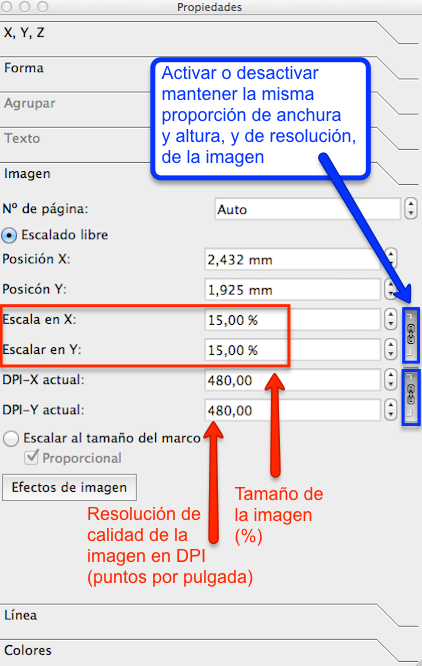 Propiedades
X, Y, Z
Forma
Agrupar
Texto
Imagen
Activar o desactivar
mantener la misma
proporción de anchura
y altura, y de resolución,
de la imagen
Nº de página:
Auto
Escalado libre
Posición X:
2,432 mm
Posicón Y:
1,925 mm
Escala en X:
15,00 %
Escalar en Y:
15,00 %
DPI-X actual:
480,00
DPI-Y actual:
480,00
Escalar al tamaño del marco
Proporcional
Efectos de imagen
Tamaño de
la imagen
(%)
Resolución de
calidad de la
imagen en DPI
(puntos por pulgada)
Línea
Colores